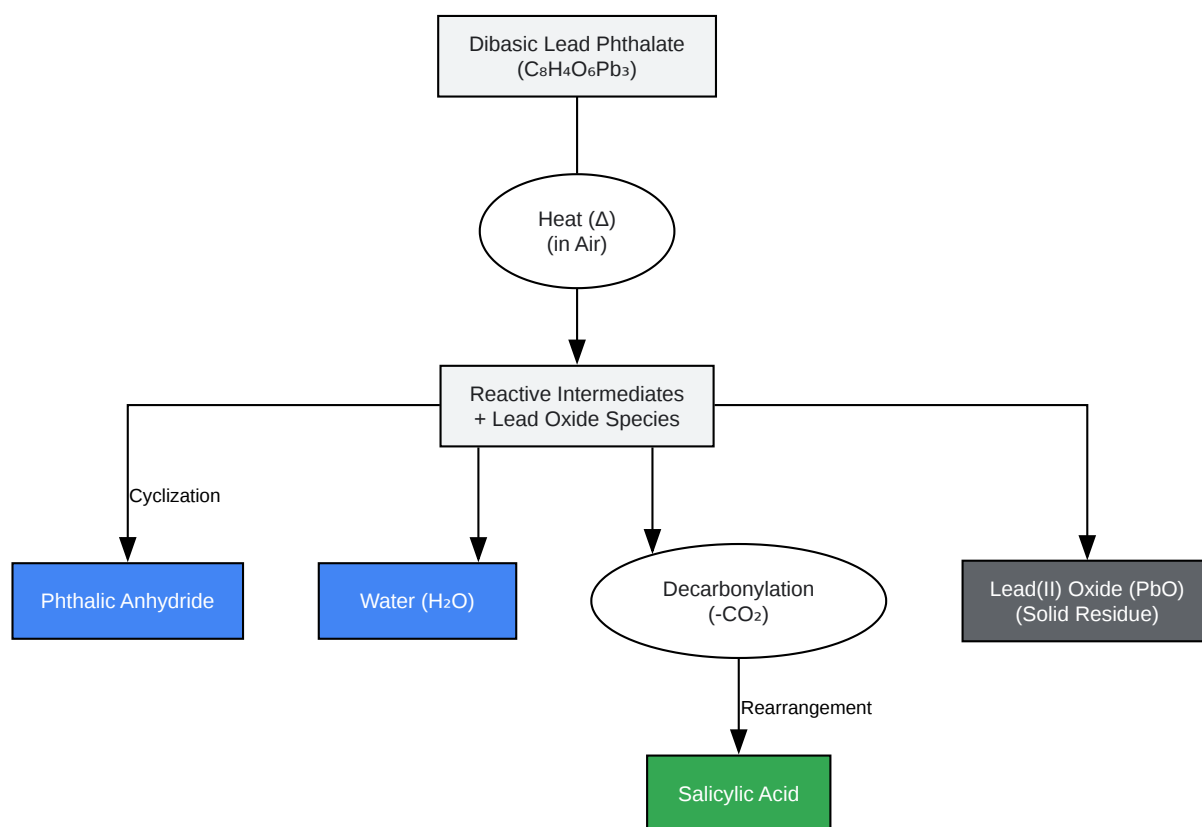 Dibasic Lead Phthalate
(C₈H₄O₆Pb₃)
Heat (Δ)
(in Air)
Reactive Intermediates
+ Lead Oxide Species
Cyclization
Phthalic Anhydride
Water (H₂O)
Decarbonylation
(-CO₂)
Lead(II) Oxide (PbO)
(Solid Residue)
Rearrangement
Salicylic Acid